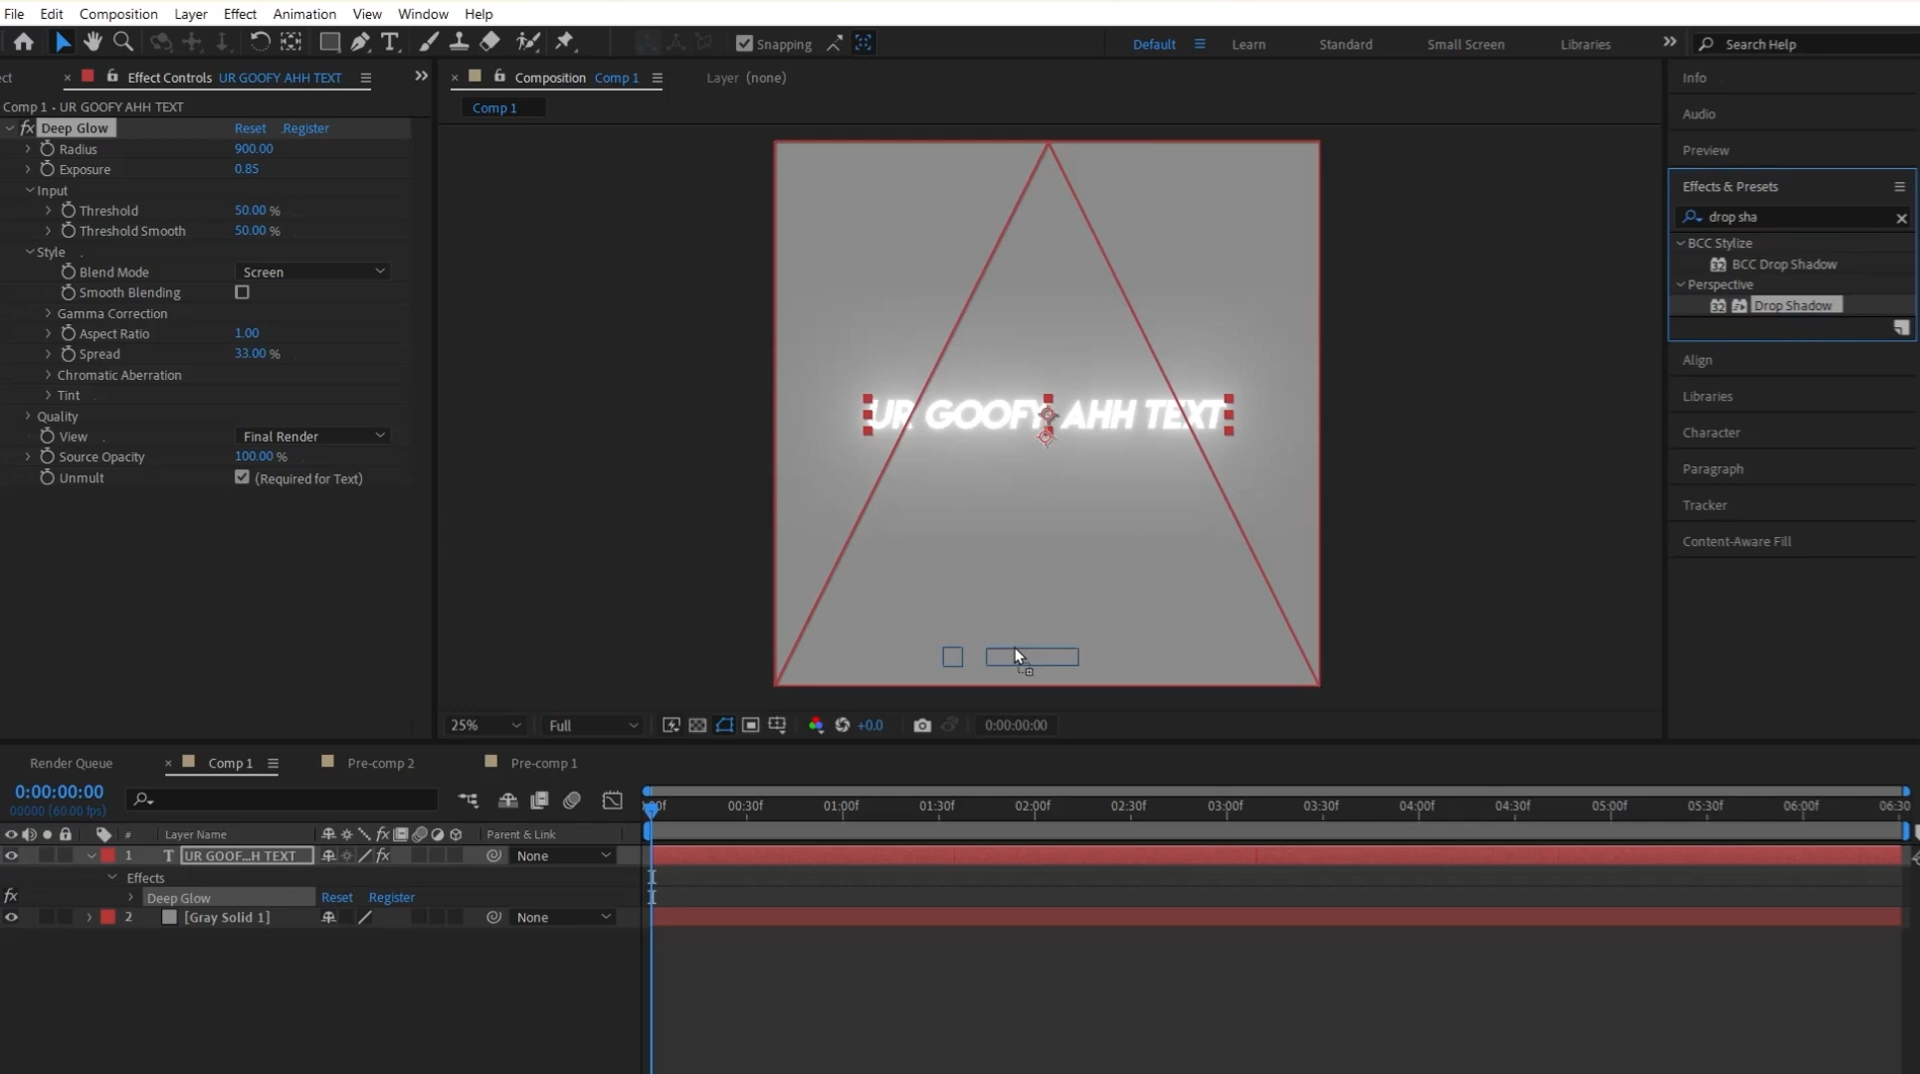 File Edit Composition Layer Effect Animation View Window Help
Snapping
Default Learn Standard Small Screen Libraries Search Help
ct Effect Controls UR GOOFY AHH TEXT
Composition Comp 1 Layer (none)
Comp 1 • UR GOOFY AHH TEXT
Comp 1
fx Deep Glow Reset .Register
Radius 900.00
Exposure 0.85
Input
Threshold 50.00 %
Threshold Smooth 50.00 %
Style
Blend Mode Screen
Smooth Blending
Gamma Correction
Aspect Ratio 1.00
Spread 33.00 %
Chromatic Aberration
Tint
Quality
View Final Render
Source Opacity 100.00 %
Unmult (Required for Text)
UR GOOFY AHH TEXT
Info
Audio
Preview
Effects & Presets
drop sha
BCC Stylize
32 BCC Drop Shadow
Perspective
32 Drop Shadow
Align
Libraries
Character
Paragraph
Tracker
Content-Aware Fill
25% Full +0.0 0:00:00:00
Render Queue Comp 1 Pre-comp 2 Pre-comp 1
0:00:00:00
00000 (60.00 fps)
00:30f 01:00f 01:30f 02:00f 02:30f 03:00f 03:30f 04:00f 04:30f 05:00f 05:30f 06:00f 06:30
# Layer Name fx Parent & Link
1 T UR GOOF...H TEXT fx None
Effects
fx Deep Glow Reset Register
2 [Gray Solid 1] None